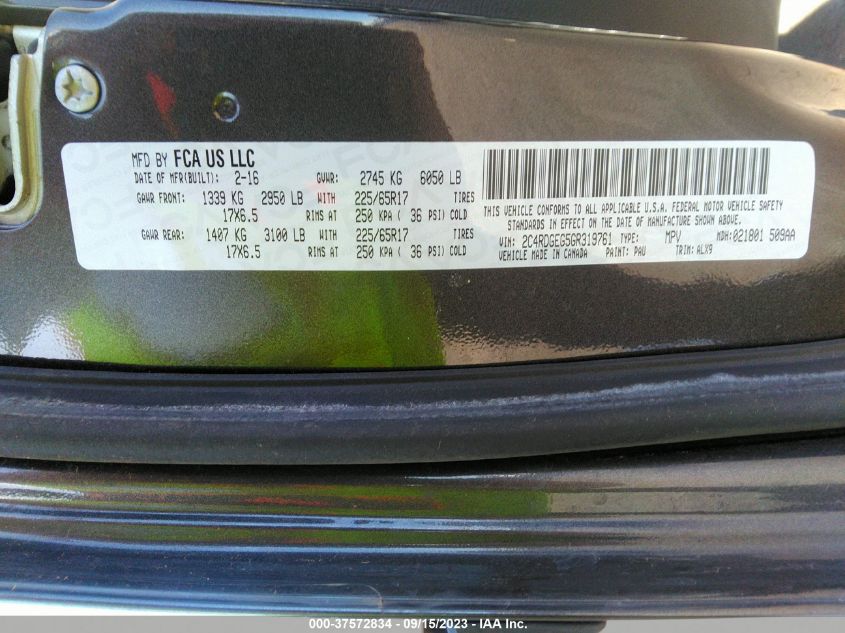 MFD BY FCA US LLC
DATE OF MFR(BUILT): 2-16 GVWR: 2745 KG 6050 LB
GAWR FRONT: 1339 KG 2950 LB WITH 225/65R17 TIRES
17X6.5 RIMS AT 250 KPA ( 36 PSI) COLD
GAWR REAR: 1407 KG 3100 LB WITH 225/65R17 TIRES
17X6.5 RIMS AT 250 KPA ( 36 PSI) COLD
THIS VEHICLE CONFORMS TO ALL APPLICABLE U.S.A. FEDERAL MOTOR VEHICLE SAFETY
STANDARDS IN EFFECT ON THE DATE OF MANUFACTURE SHOWN ABOVE.
VIN: 2C4RDGEG5GR319761 TYPE: MPV MDH:021801 509AA
VEHICLE MADE IN CANADA PAINT: PAU TRIM: ALX9
000-37572834 - 09/15/2023 - IAA Inc.